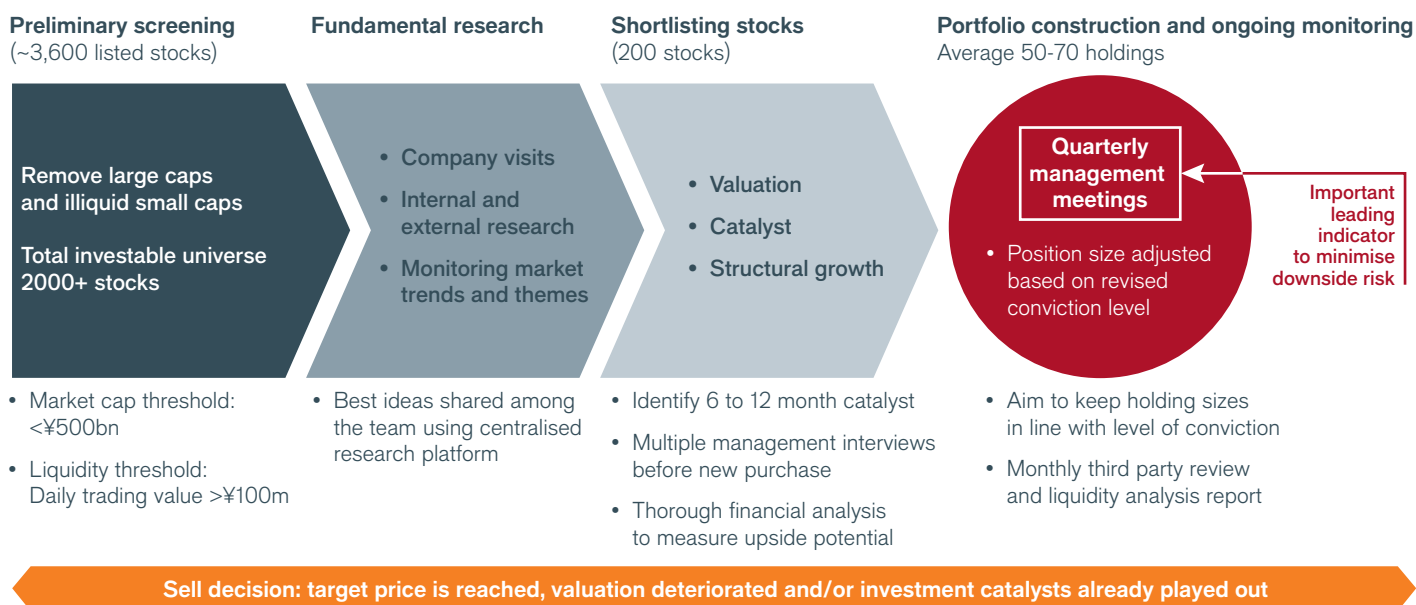 Preliminary screening
(~3,600 listed stocks)
Remove large caps
and illiquid small caps
Total investable universe
2000+ stocks
• Market cap threshold:
<¥500bn
• Liquidity threshold:
Daily trading value >¥100m
Fundamental research
• Company visits
• Internal and
external research
• Monitoring market
trends and themes
• Best ideas shared among
the team using centralised
research platform
Shortlisting stocks
(200 stocks)
• Valuation
• Catalyst
• Structural growth
• Identify 6 to 12 month catalyst
• Multiple management interviews
before new purchase
• Thorough financial analysis
to measure upside potential
Portfolio construction and ongoing monitoring
Average 50-70 holdings
Quarterly
management
meetings
• Position size adjusted
based on revised
conviction level
Important
leading
indicator
to minimise
downside risk
• Aim to keep holding sizes
in line with level of conviction
• Monthly third party review
and liquidity analysis report
Sell decision: target price is reached, valuation deteriorated and/or investment catalysts already played out